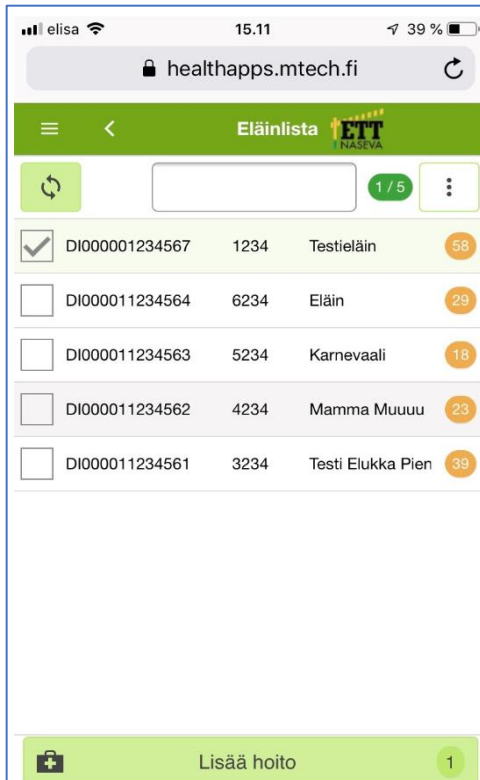 elisa 15.11 39 %
healthapps.mtech.fi
Eläinlista ETT
NASEVA
1 / 5
DI000001234567 1234 Testieläin 58
DI000011234564 6234 Eläin 29
DI000011234563 5234 Karnevaali 18
DI000011234562 4234 Mamma Muuuu 23
DI000011234561 3234 Testi Elukka Pien 39
Lisää hoito 1